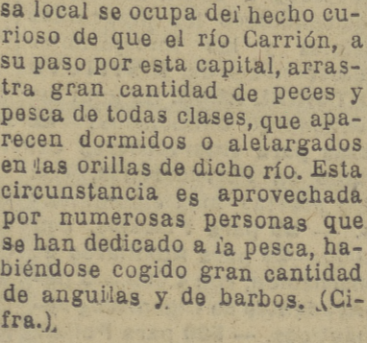 sa local se ocupa del hecho cu-
rioso de que el río Carrión, a
su paso por esta capital, arras-
tra gran cantidad de peces y
pesca de todas clases, que apa-
recen dormidos o aletargados
en las orillas de dicho río. Esta
circunstancia es aprovechada
por numerosas personas que
se han dedicado a la pesca, ha-
biéndose cogido gran cantidad
de anguilas y de barbos. (Ci-
fra.).